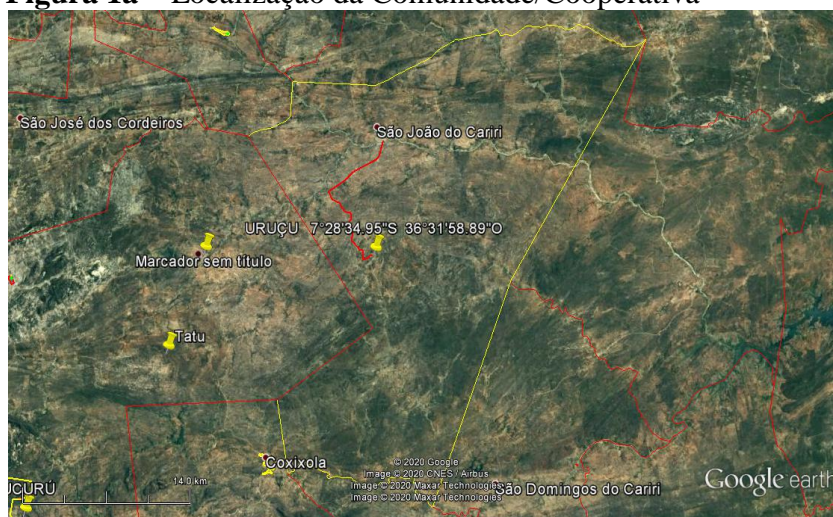 Figura 1a – Localização da Comunidade/Cooperativa
São José dos Cordeiros
São João do Cariri
URUÇU 7°28'34.95"S 36°31'58.89"O
Marcador sem título
Tatu
Coxixola
14.0 km
© 2020 Google
Image © 2020 CNES / Airbus
Image © 2020 Maxar Technologies
Image © 2020 Maxar Technologies
São Domingos do Cariri
Google earth